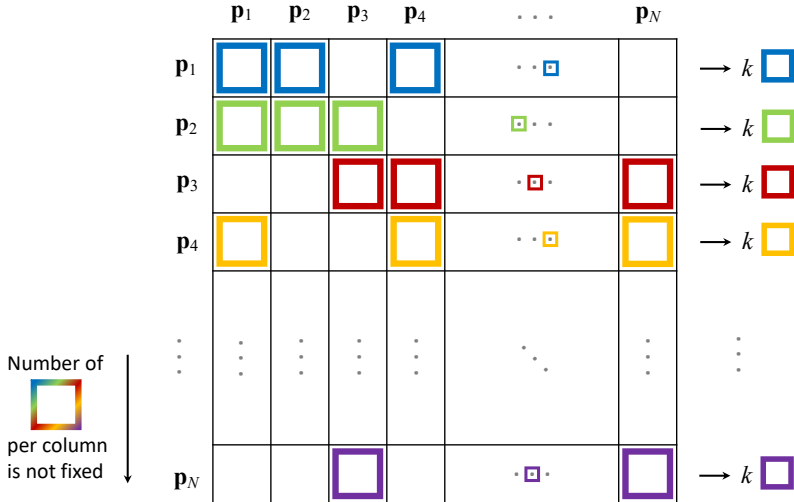 p1 p2 p3 p4 ... pN
p1 ... → k
p2 ... → k
p3 ... → k
p4 ... → k
Number of
per column
is not fixed
pN ... → k